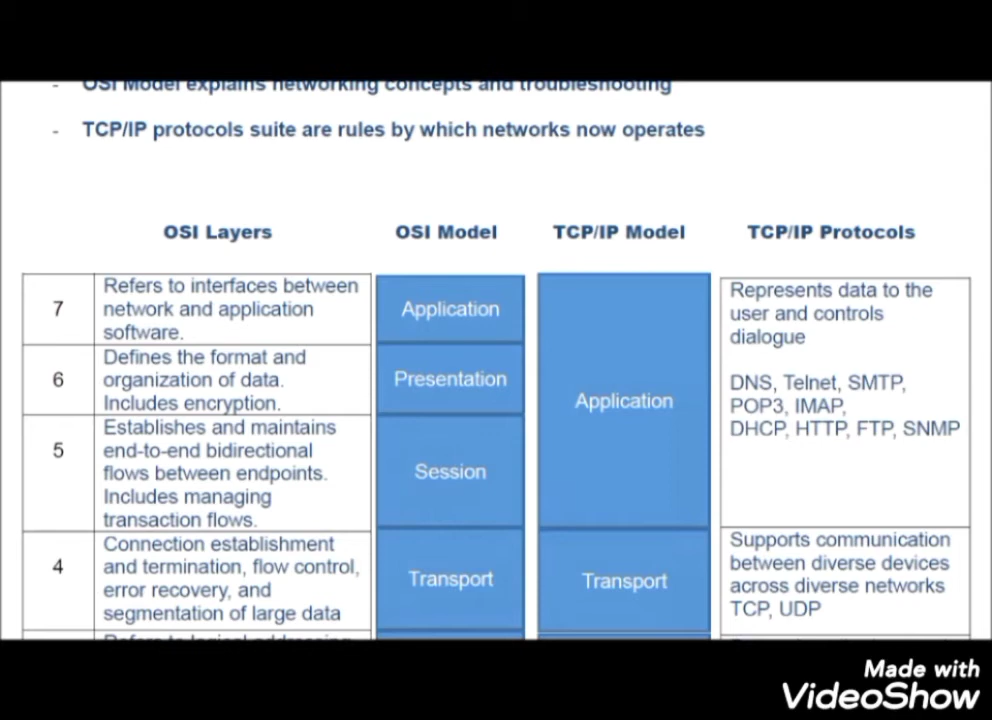 - OSI Model explains networking concepts and troubleshooting
- TCP/IP protocols suite are rules by which networks now operates
OSI Layers OSI Model TCP/IP Model TCP/IP Protocols
7
Refers to interfaces between
network and application
software.
Application
6
Defines the format and
organization of data.
Includes encryption.
Presentation
5
Establishes and maintains
end-to-end bidirectional
flows between endpoints.
Includes managing
transaction flows.
Session
Application
Represents data to the
user and controls
dialogue
DNS, Telnet, SMTP,
POP3, IMAP,
DHCP, HTTP, FTP, SNMP
4
Connection establishment
and termination, flow control,
error recovery, and
segmentation of large data
Transport
Transport
Supports communication
between diverse devices
across diverse networks
TCP, UDP
Refers to logical addressing
Made with
VideoShow